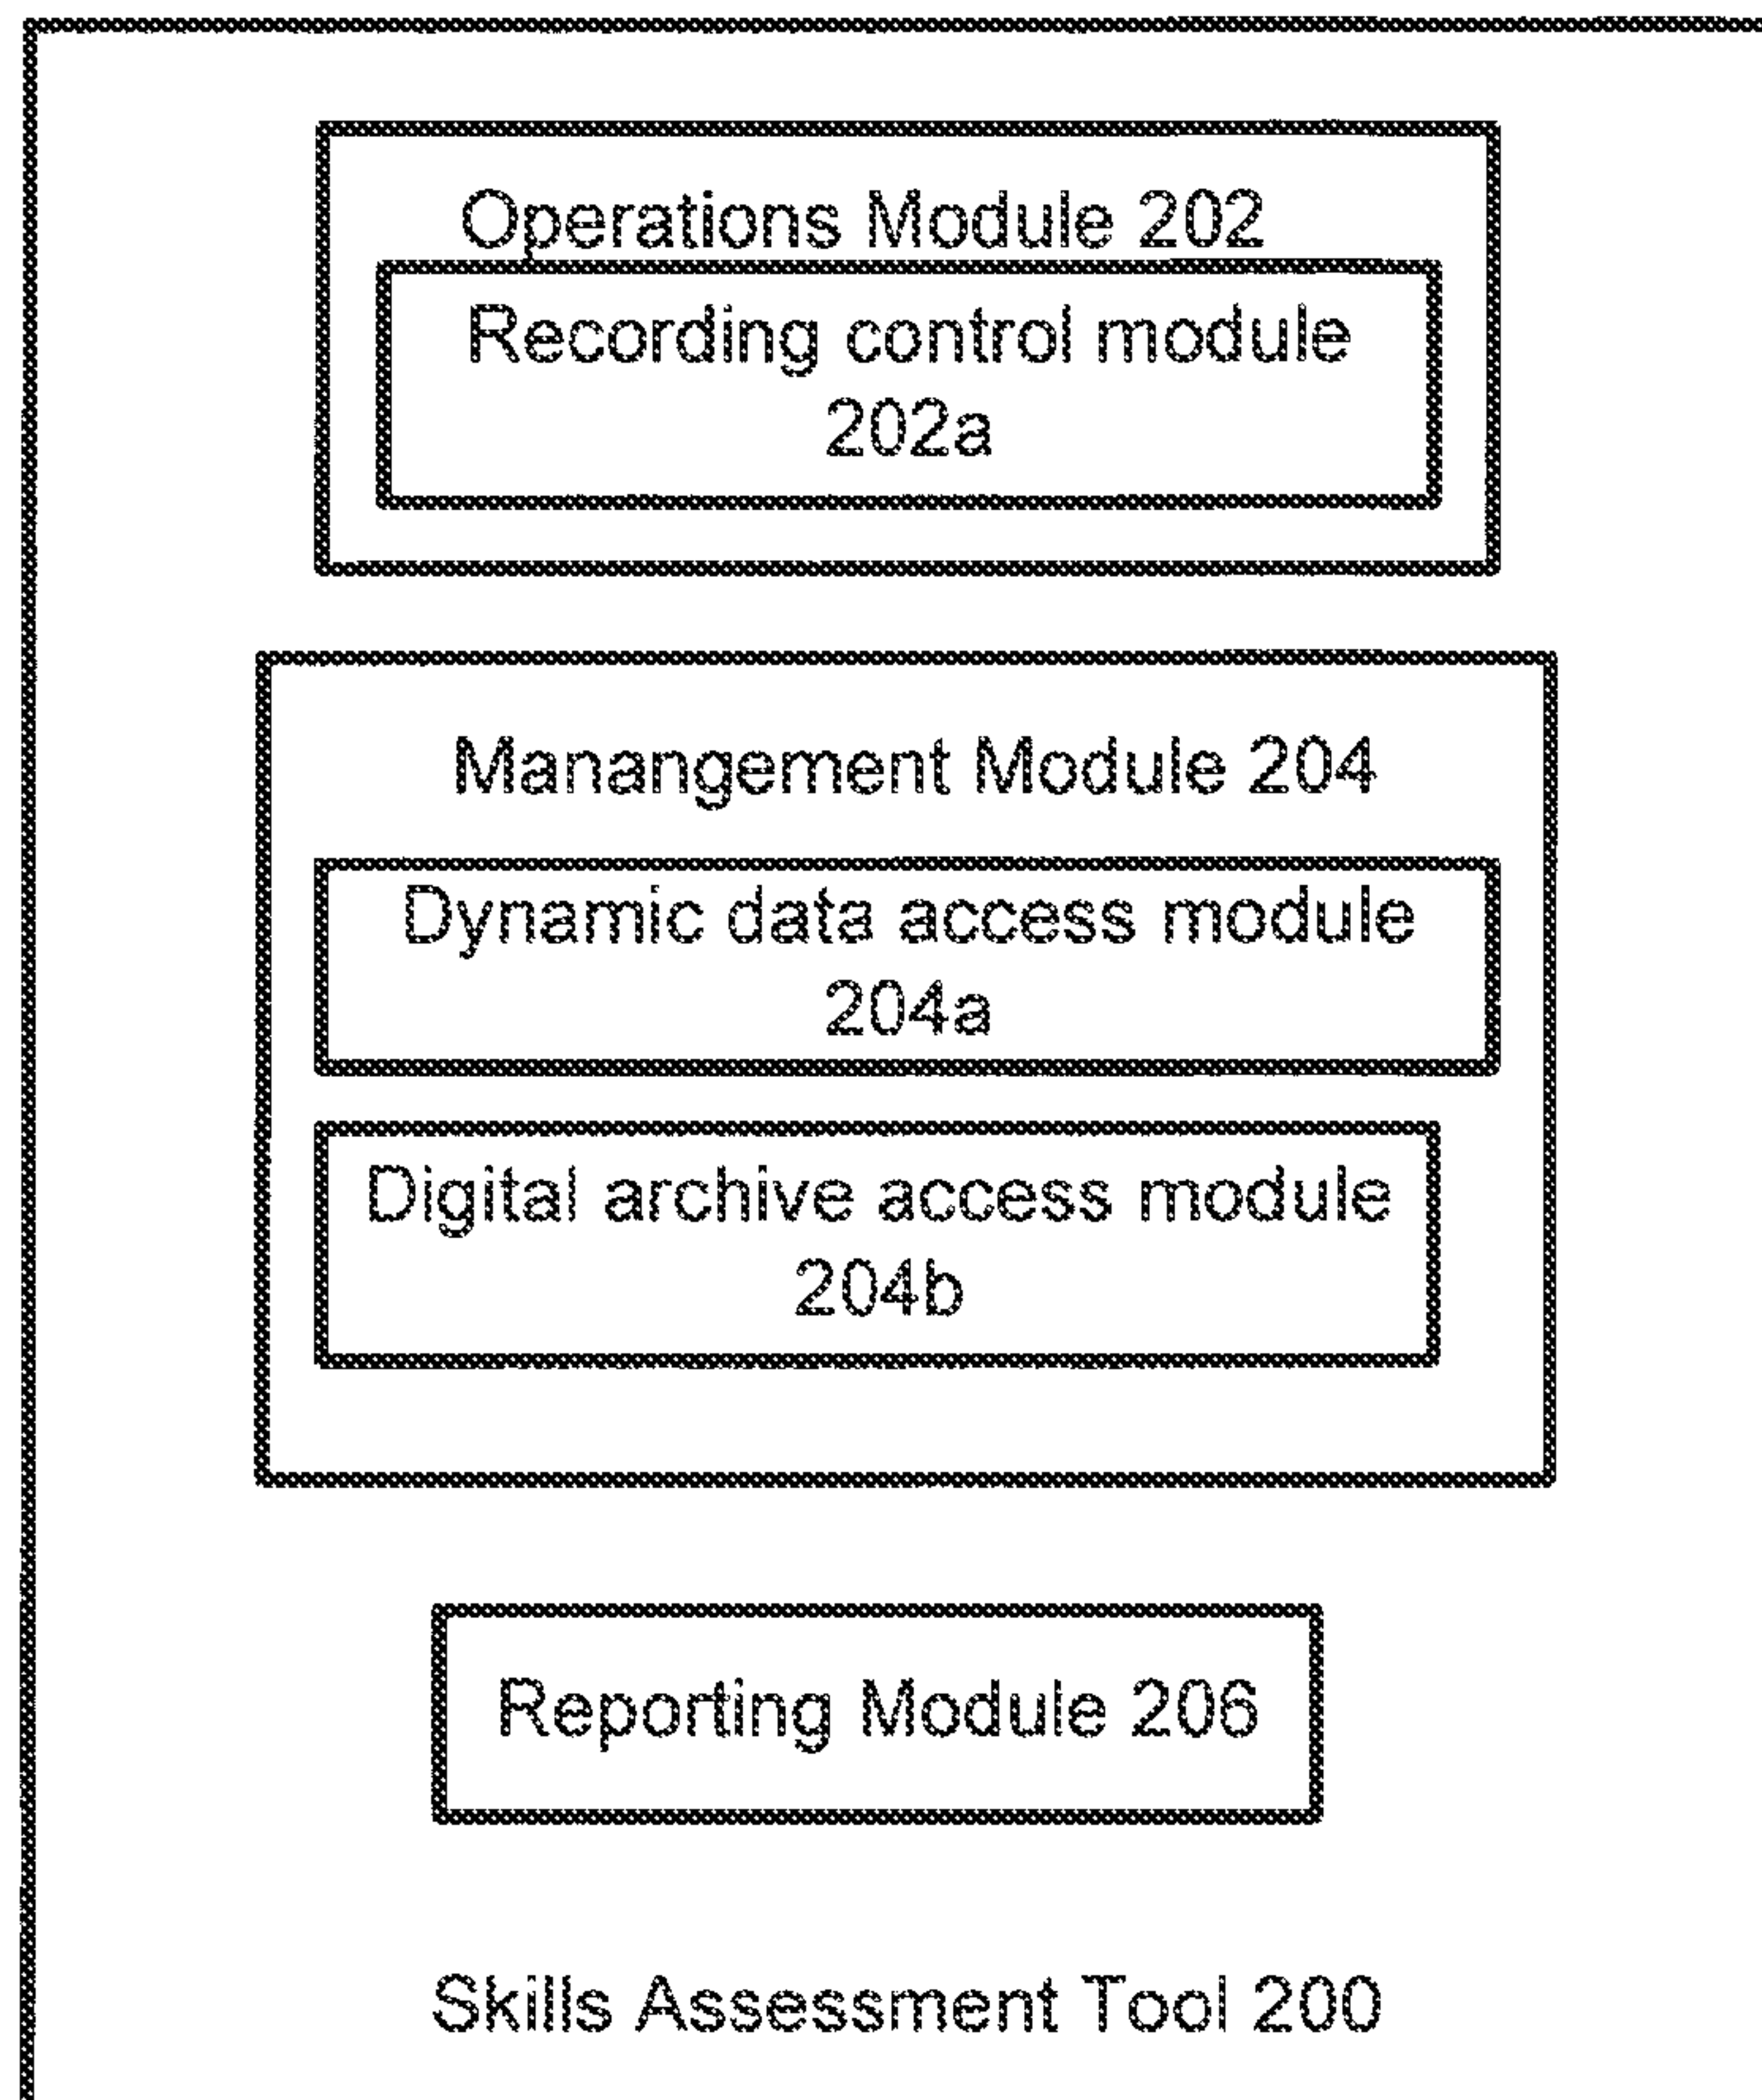 Operations Module 202
Recording control module
202a
Manangement Module 204
Dynamic data access module
204a
Digital archive access module
204b
Reporting Module 206
Skills Assessment Tool 200